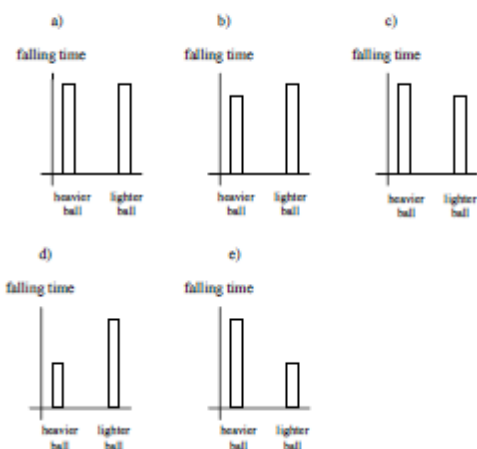 a) b) c)
falling time falling time falling time
heavier lighter heavier lighter heavier lighter
ball ball ball ball ball ball
d) e)
falling time falling time
heavier lighter heavier lighter
ball ball ball ball